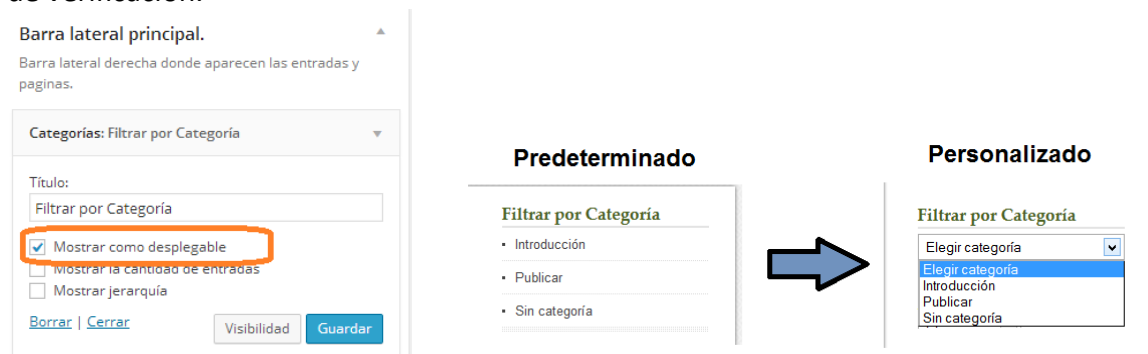 de verificación.
Barra lateral principal.
Barra lateral derecha donde aparecen las entradas y
paginas.
Categorías: Filtrar por Categoría
Título:
Filtrar por Categoría
Mostrar como desplegable
Mostrar la cantidad de entradas
Mostrar jerarquía
Borrar | Cerrar
Visibilidad
Guardar
Predeterminado
Filtrar por Categoría
Introducción
Publicar
Sin categoría
Personalizado
Filtrar por Categoría
Elegir categoría
Elegir categoría
Introducción
Publicar
Sin categoría